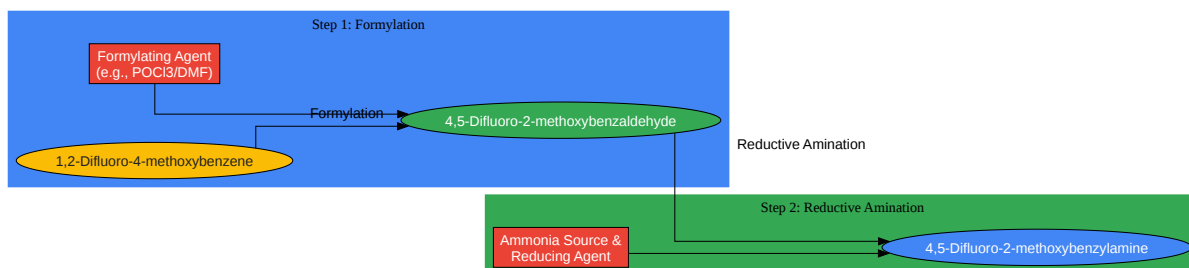 Step 1: Formylation
Formylating Agent
(e.g., POCl3/DMF)
Formylation
4,5-Difluoro-2-methoxybenzaldehyde
1,2-Difluoro-4-methoxybenzene
Reductive Amination
Step 2: Reductive Amination
Ammonia Source &
Reducing Agent
4,5-Difluoro-2-methoxybenzylamine